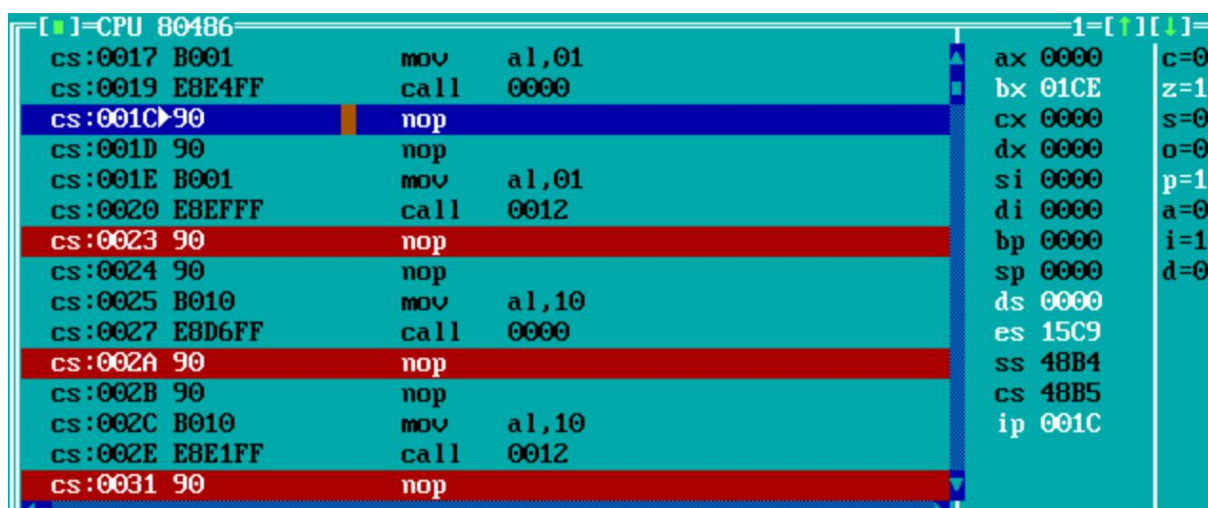 [■]=CPU 80486 1=[↑][↓]=
cs:0017 B001 mov al,01 ax 0000 c=0
cs:0019 E8E4FF call 0000 bx 01CE z=1
cs:001C►90 nop cx 0000 s=0
cs:001D 90 nop dx 0000 o=0
cs:001E B001 mov al,01 si 0000 p=1
cs:0020 E8EFFF call 0012 di 0000 a=0
cs:0023 90 nop bp 0000 i=1
cs:0024 90 nop sp 0000 d=0
cs:0025 B010 mov al,10 ds 0000
cs:0027 E8D6FF call 0000 es 15C9
cs:002A 90 nop ss 48B4
cs:002B 90 nop cs 48B5
cs:002C B010 mov al,10 ip 001C
cs:002E E8E1FF call 0012
cs:0031 90 nop